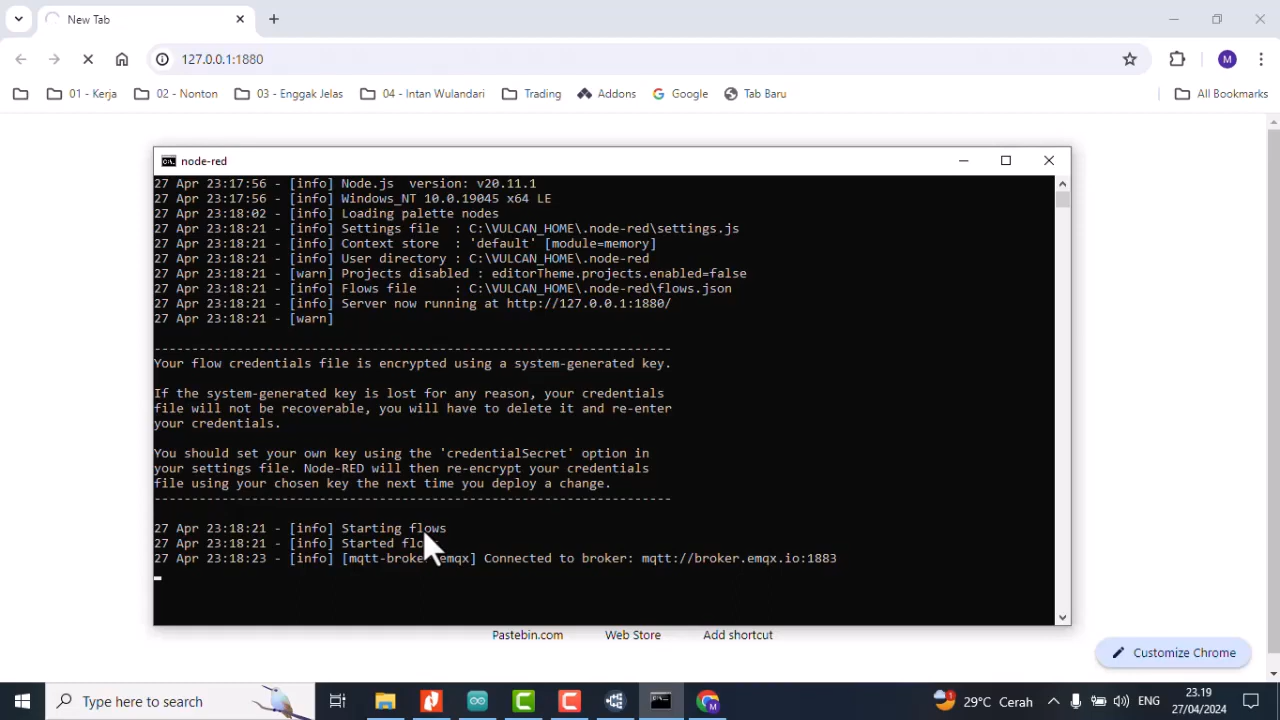 New Tab
127.0.0.1:1880
M
01 - Kerja
02 - Nonton
03 - Enggak Jelas
04 - Intan Wulandari
Trading
Addons
Google
Tab Baru
All Bookmarks
node-red
27 Apr 23:17:56 - [info] Node.js  version: v20.11.1
27 Apr 23:17:56 - [info] Windows_NT 10.0.19045 x64 LE
27 Apr 23:18:02 - [info] Loading palette nodes
27 Apr 23:18:21 - [info] Settings file  : C:\VULCAN_HOME\.node-red\settings.js
27 Apr 23:18:21 - [info] Context store  : 'default' [module=memory]
27 Apr 23:18:21 - [info] User directory : C:\VULCAN_HOME\.node-red
27 Apr 23:18:21 - [warn] Projects disabled : editorTheme.projects.enabled=false
27 Apr 23:18:21 - [info] Flows file     : C:\VULCAN_HOME\.node-red\flows.json
27 Apr 23:18:21 - [info] Server now running at http://127.0.0.1:1880/
27 Apr 23:18:21 - [warn]
---------------------------------------------------------------------
Your flow credentials file is encrypted using a system-generated key.
If the system-generated key is lost for any reason, your credentials
file will not be recoverable, you will have to delete it and re-enter
your credentials.
You should set your own key using the 'credentialSecret' option in
your settings file. Node-RED will then re-encrypt your credentials
file using your chosen key the next time you deploy a change.
---------------------------------------------------------------------
27 Apr 23:18:21 - [info] Starting flows
27 Apr 23:18:21 - [info] Started
27 Apr 23:18:23 - [info] [mqtt-broker:emqx] Connected to broker: mqtt://broker.emqx.io:1883
Pastebin.com
Web Store
Add shortcut
Customize Chrome
Type here to search
29°C Cerah
ENG
23.19
27/04/2024